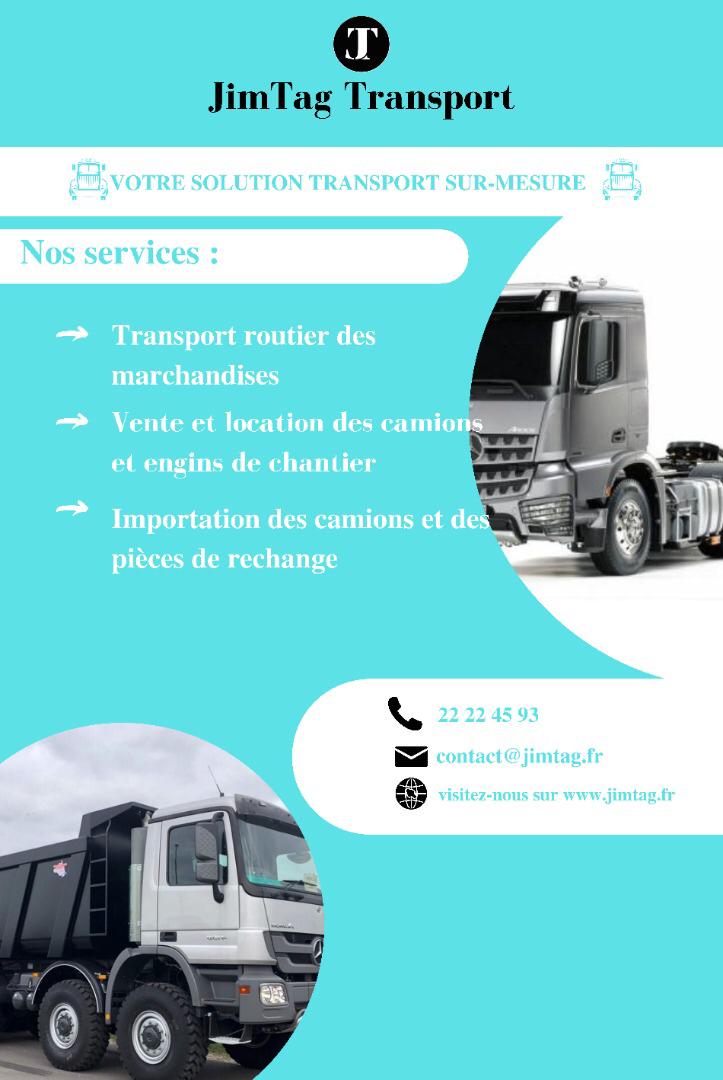 JT
JimTag Transport
VOTRE SOLUTION TRANSPORT SUR-MESURE
Nos services :
Transport routier des
marchandises
Vente et location des camions
et engins de chantier
Importation des camions et des
pièces de rechange
22 22 45 93
contact@jimtag.fr
visitez-nous sur www.jimtag.fr